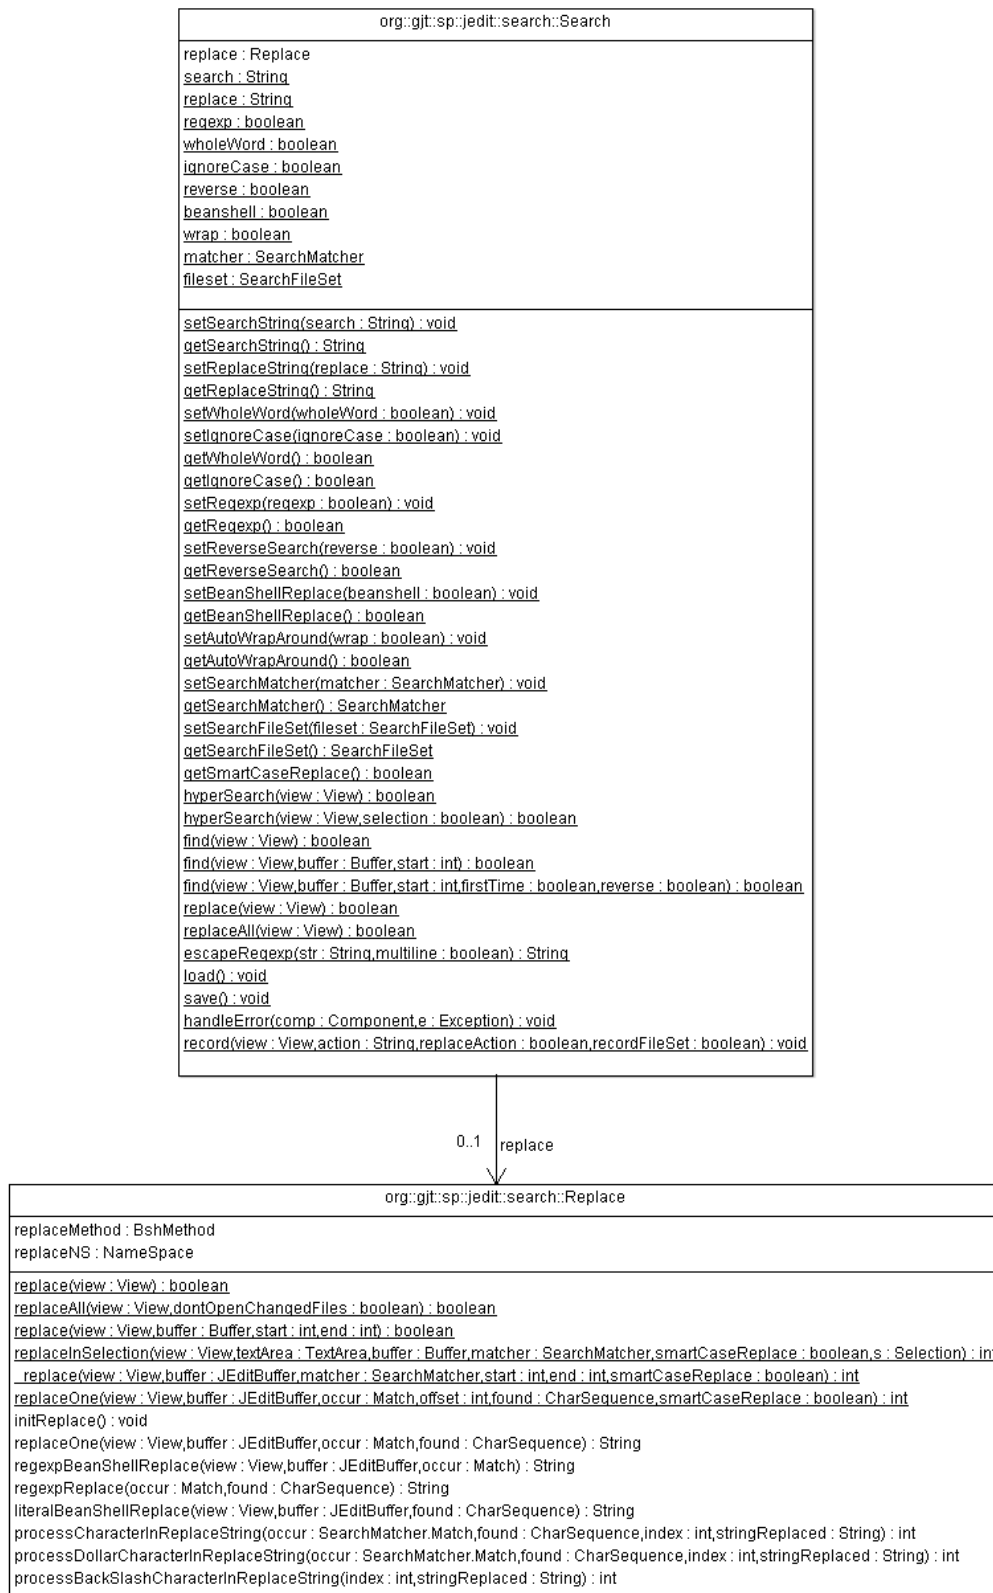 org::gjt::sp::jedit::search::Search
replace : Replace
search : String
replace : String
regexp : boolean
wholeWord : boolean
ignoreCase : boolean
reverse : boolean
beanshell : boolean
wrap : boolean
matcher : SearchMatcher
fileset : SearchFileSet
setSearchString(search : String) : void
getSearchString() : String
setReplaceString(replace : String) : void
getReplaceString() : String
setWholeWord(wholeWord : boolean) : void
setIgnoreCase(ignoreCase : boolean) : void
getWholeWord() : boolean
getIgnoreCase() : boolean
setRegexp(regexp : boolean) : void
getRegexp() : boolean
setReverseSearch(reverse : boolean) : void
getReverseSearch() : boolean
setBeanShellReplace(beanshell : boolean) : void
getBeanShellReplace() : boolean
setAutoWrapAround(wrap : boolean) : void
getAutoWrapAround() : boolean
setSearchMatcher(matcher : SearchMatcher) : void
getSearchMatcher() : SearchMatcher
setSearchFileSet(fileset : SearchFileSet) : void
getSearchFileSet() : SearchFileSet
getSmartCaseReplace() : boolean
hyperSearch(view : View) : boolean
hyperSearch(view : View,selection : boolean) : boolean
find(view : View) : boolean
find(view : View,buffer : Buffer,start : int) : boolean
find(view : View,buffer : Buffer,start : int,firstTime : boolean,reverse : boolean) : boolean
replace(view : View) : boolean
replaceAll(view : View) : boolean
escapeRegexp(str : String,multiline : boolean) : String
load() : void
save() : void
handleError(comp : Component,e : Exception) : void
record(view : View,action : String,replaceAction : boolean,recordFileSet : boolean) : void
0..1 replace
org::gjt::sp::jedit::search::Replace
replaceMethod : BshMethod
replaceNS : NameSpace
replace(view : View) : boolean
replaceAll(view : View,dontOpenChangedFiles : boolean) : boolean
replace(view : View,buffer : Buffer,start : int,end : int) : boolean
replaceInSelection(view : View,textArea : TextArea,buffer : Buffer,matcher : SearchMatcher,smartCaseReplace : boolean,s : Selection) : int
_replace(view : View,buffer : JEditBuffer,matcher : SearchMatcher,start : int,end : int,smartCaseReplace : boolean) : int
replaceOne(view : View,buffer : JEditBuffer,occur : Match,offset : int,found : CharSequence,smartCaseReplace : boolean) : int
initReplace() : void
replaceOne(view : View,buffer : JEditBuffer,occur : Match,found : CharSequence) : String
regexpBeanShellReplace(view : View,buffer : JEditBuffer,occur : Match) : String
regexpReplace(occur : Match,found : CharSequence) : String
literalBeanShellReplace(view : View,buffer : JEditBuffer,found : CharSequence) : String
processCharacterInReplaceString(occur : SearchMatcher.Match,found : CharSequence,index : int,stringReplaced : String) : int
processDollarCharacterInReplaceString(occur : SearchMatcher.Match,found : CharSequence,index : int,stringReplaced : String) : int
processBackSlashCharacterInReplaceString(index : int,stringReplaced : String) : int